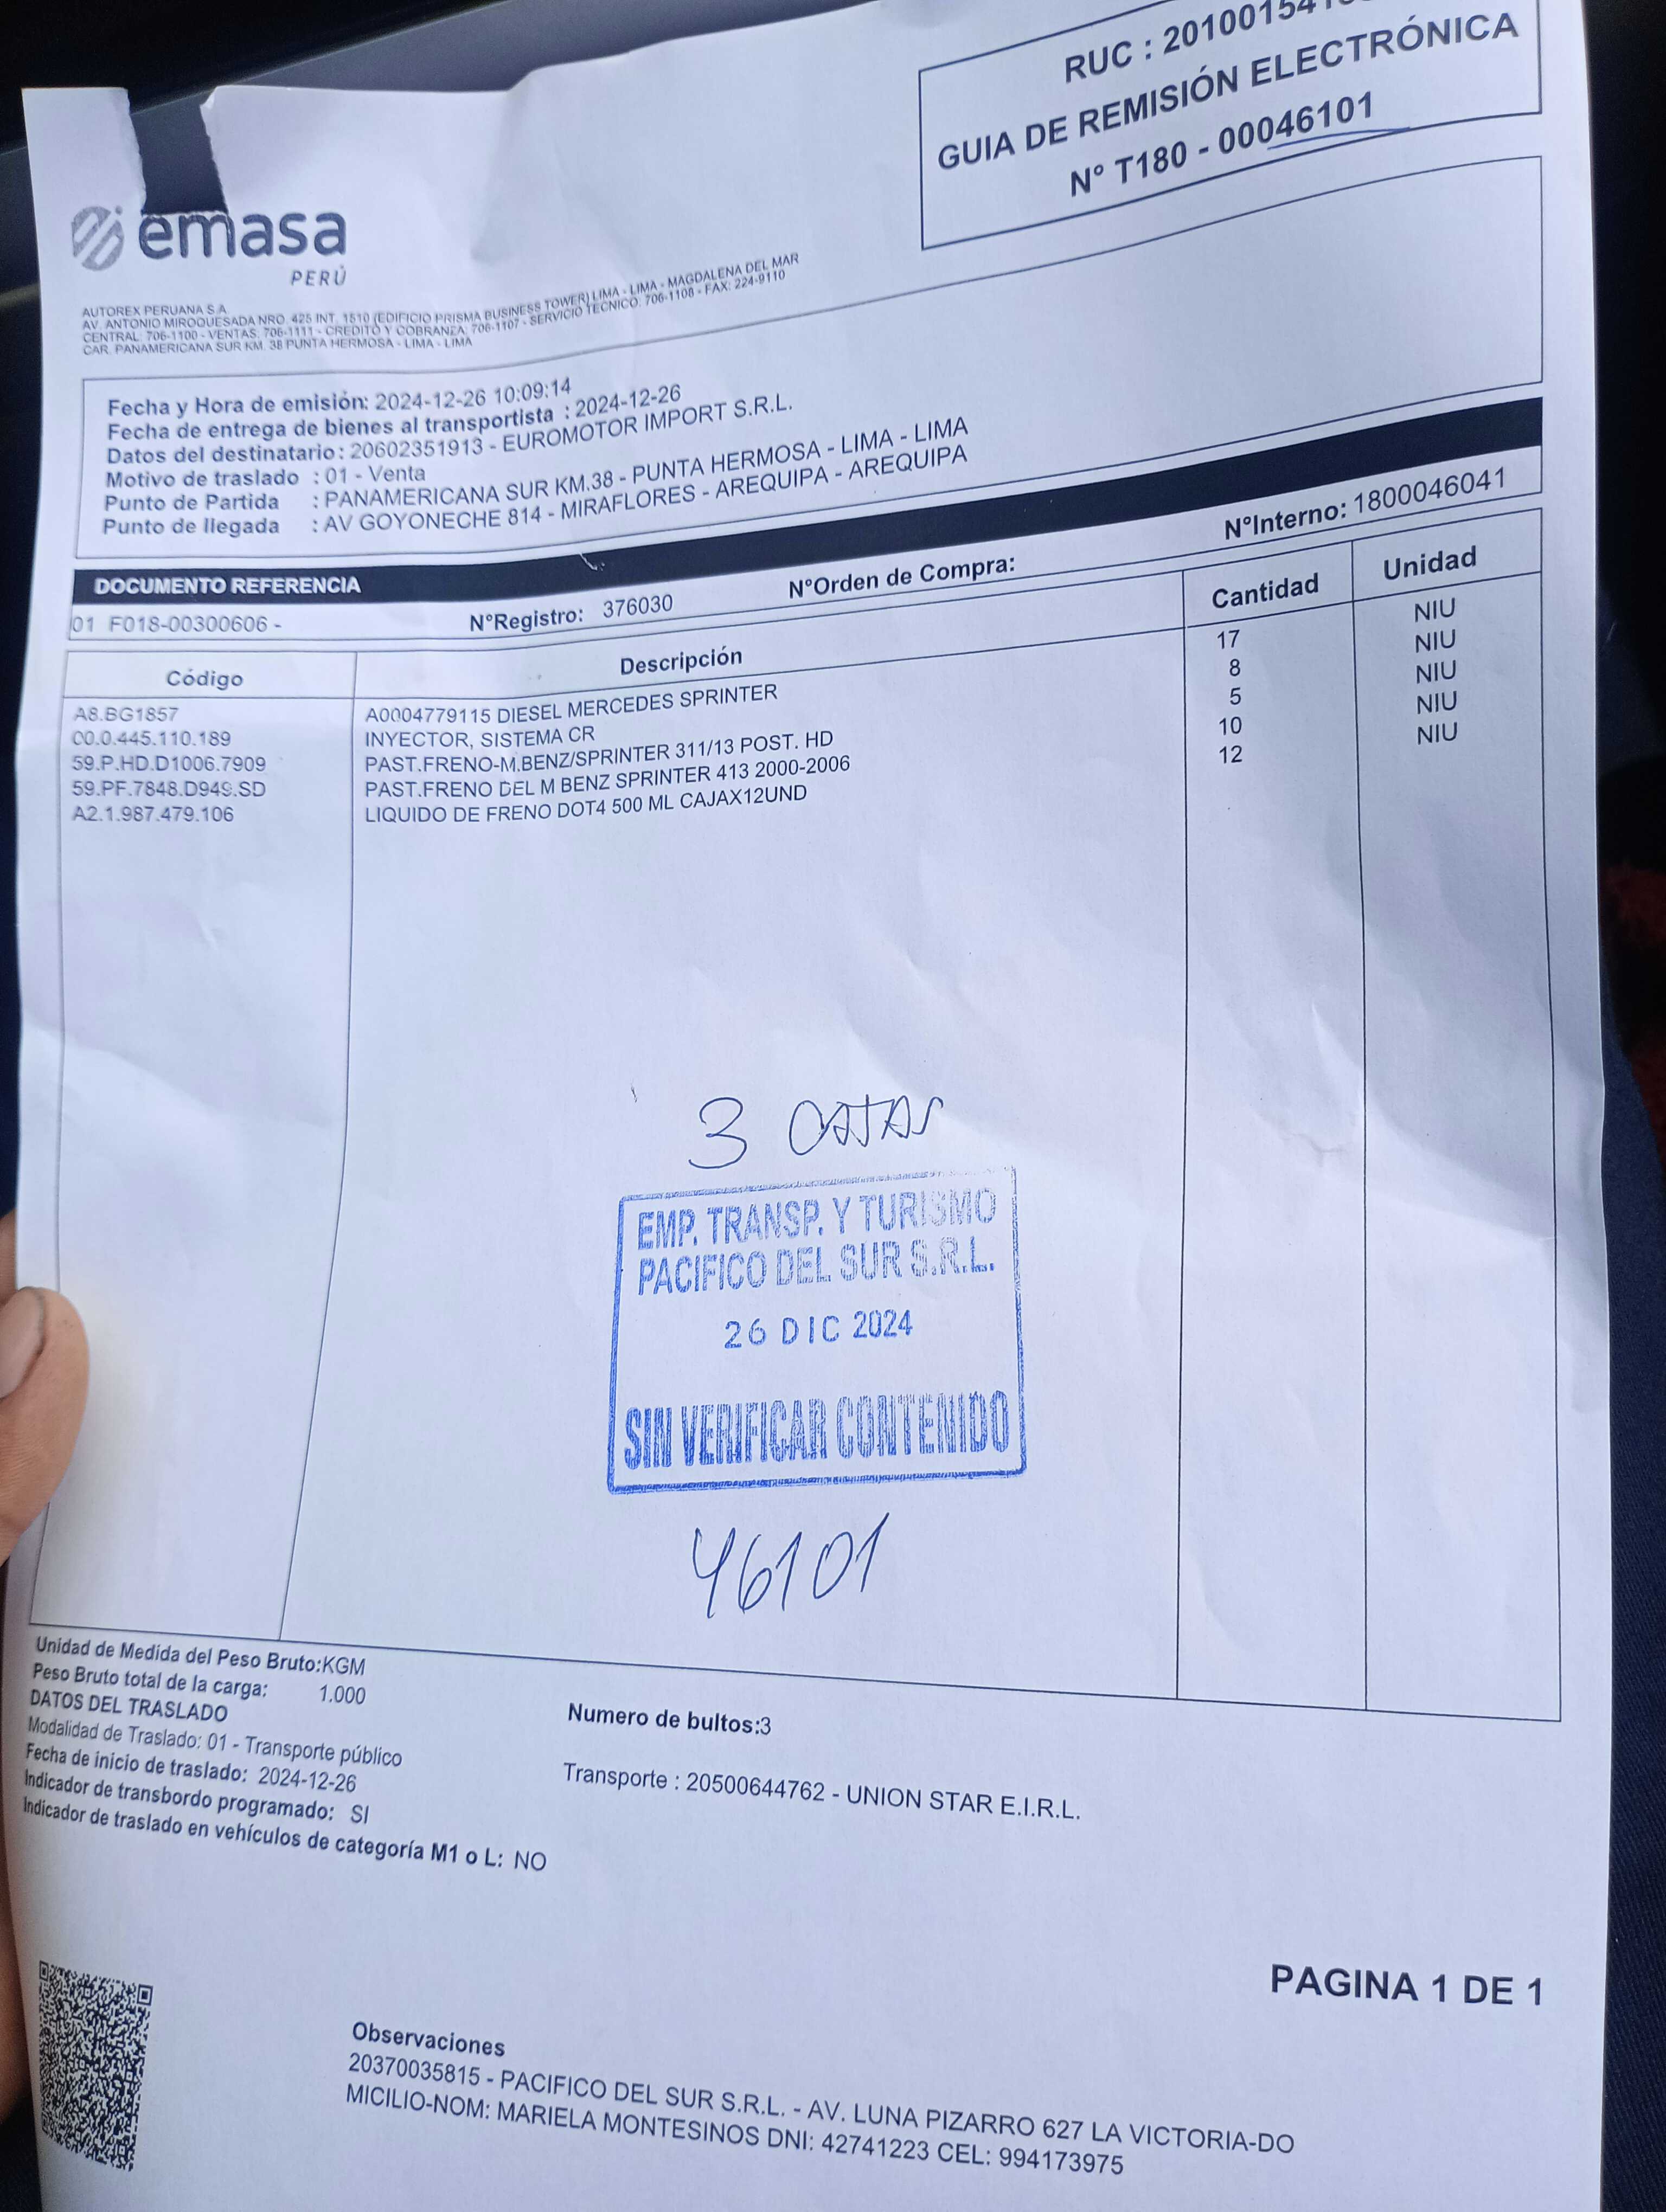 RUC : 20100154
GUIA DE REMISIÓN ELECTRÓNICA
N° T180 - 00046101
emasa
PERÚ
AUTOREX PERUANA S.A
AV. ANTONIO MIROQUESADA NRO. 425 INT. 1510 (EDIFICIO PRISMA BUSINESS TOWER) LIMA - LIMA - MAGDALENA DEL MAR
CENTRAL: 706-1100 - VENTAS: 706-1111 - CREDITO Y COBRANZA: 706-1107 - SERVICIO TECNICO: 706-1108 - FAX: 224-9110
CAR. PANAMERICANA SUR KM. 38 PUNTA HERMOSA - LIMA - LIMA
Fecha y Hora de emisión: 2024-12-26 10:09:14
Fecha de entrega de bienes al transportista : 2024-12-26
Datos del destinatario : 20602351913 - EUROMOTOR IMPORT S.R.L.
Motivo de traslado : 01 - Venta
Punto de Partida : PANAMERICANA SUR KM.38 - PUNTA HERMOSA - LIMA - LIMA
Punto de llegada : AV GOYONECHE 814 - MIRAFLORES - AREQUIPA - AREQUIPA
DOCUMENTO REFERENCIA
01 F018-00300606 - N°Registro: 376030 N°Orden de Compra: N°Interno: 1800046041
Código Descripción Cantidad Unidad
A8.BG1857 A0004779115 DIESEL MERCEDES SPRINTER 17 NIU
00.0.445.110.189 INYECTOR, SISTEMA CR 8 NIU
59.P.HD.D1006.7909 PAST.FRENO-M.BENZ/SPRINTER 311/13 POST. HD 5 NIU
59.PF.7848.D949.SD PAST.FRENO DEL M BENZ SPRINTER 413 2000-2006 10 NIU
A2.1.987.479.106 LIQUIDO DE FRENO DOT4 500 ML CAJAX12UND 12 NIU
3 CAJAS
EMP. TRANSP. Y TURISMO
PACIFICO DEL SUR S.R.L.
26 DIC 2024
SIN VERIFICAR CONTENIDO
46101
Unidad de Medida del Peso Bruto:KGM
Peso Bruto total de la carga: 1.000
DATOS DEL TRASLADO Numero de bultos:3
Modalidad de Traslado: 01 - Transporte público
Fecha de inicio de traslado: 2024-12-26 Transporte : 20500644762 - UNION STAR E.I.R.L.
Indicador de transbordo programado: SI
Indicador de traslado en vehículos de categoría M1 o L: NO
PAGINA 1 DE 1
Observaciones
20370035815 - PACIFICO DEL SUR S.R.L. - AV. LUNA PIZARRO 627 LA VICTORIA-DO
MICILIO-NOM: MARIELA MONTESINOS DNI: 42741223 CEL: 994173975